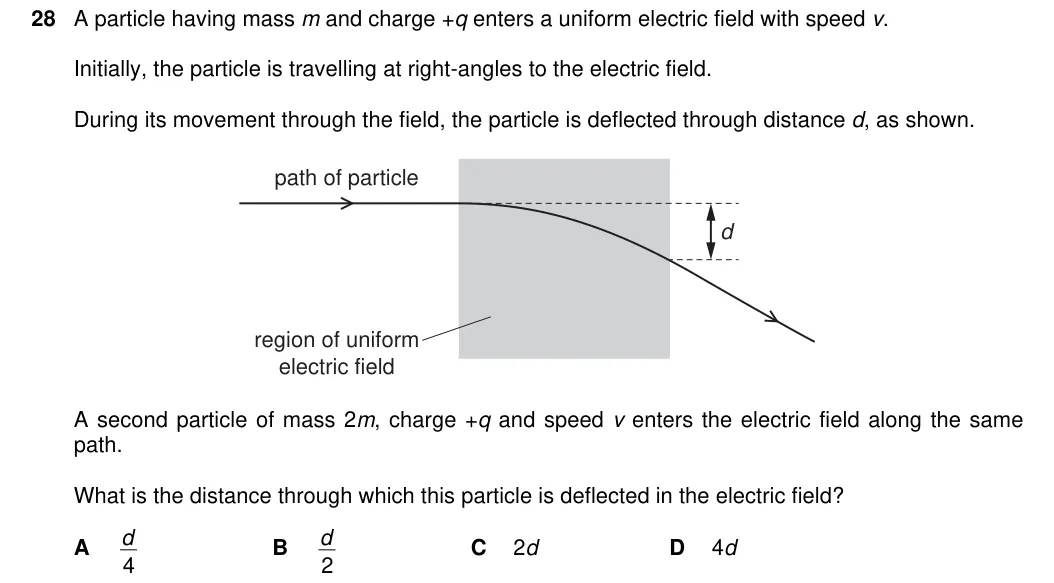 28 A particle having mass m and charge +q enters a uniform electric field with speed v.
Initially, the particle is travelling at right-angles to the electric field.
During its movement through the field, the particle is deflected through distance d, as shown.
path of particle
d
region of uniform
electric field
A second particle of mass 2m, charge +q and speed v enters the electric field along the same
path.
What is the distance through which this particle is deflected in the electric field?
A d/4 B d/2 C 2d D 4d